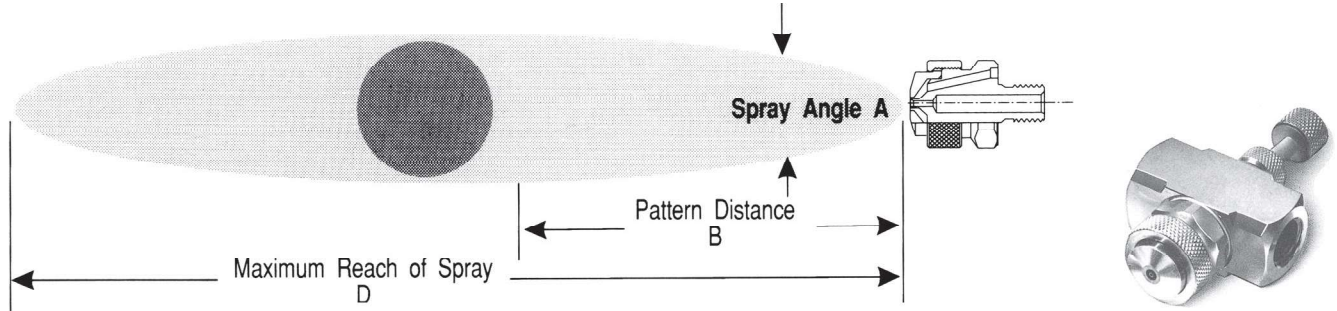 Spray Angle A
Pattern Distance
B
Maximum Reach of Spray
D